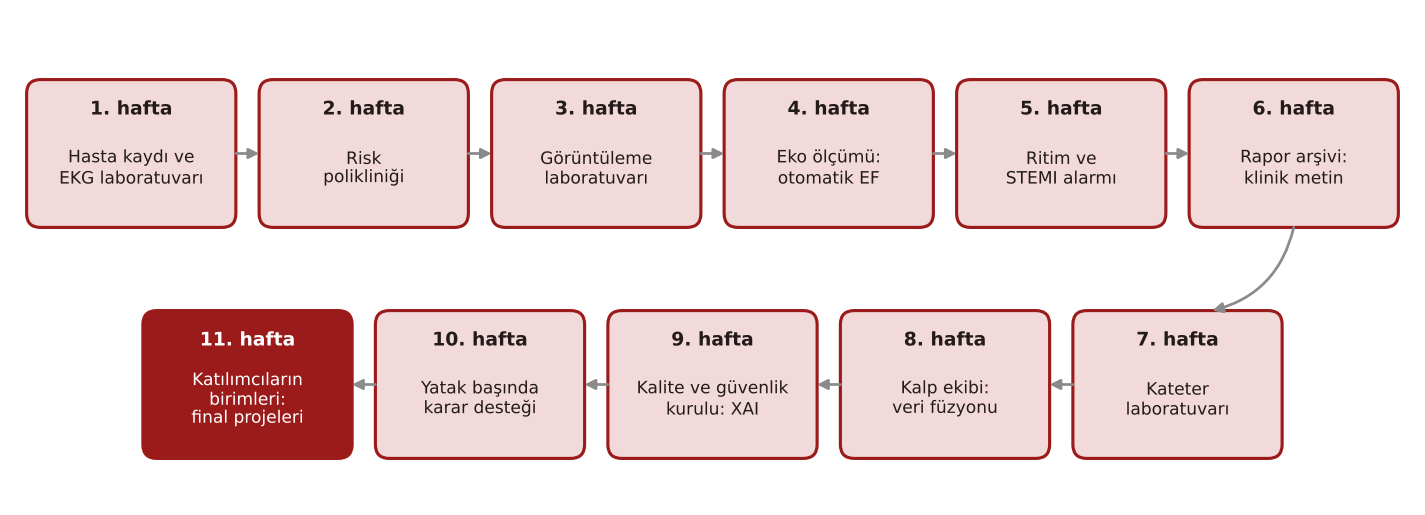 1. hafta
Hasta kaydı ve
EKG laboratuvarı
2. hafta
Risk
polikliniği
3. hafta
Görüntüleme
laboratuvarı
4. hafta
Eko ölçümü:
otomatik EF
5. hafta
Ritim ve
STEMI alarmı
6. hafta
Rapor arşivi:
klinik metin
7. hafta
Kateter
laboratuvarı
8. hafta
Kalp ekibi:
veri füzyonu
9. hafta
Kalite ve güvenlik
kurulu: XAI
10. hafta
Yatak başında
karar desteği
11. hafta
Katılımcıların
birimleri:
final projeleri